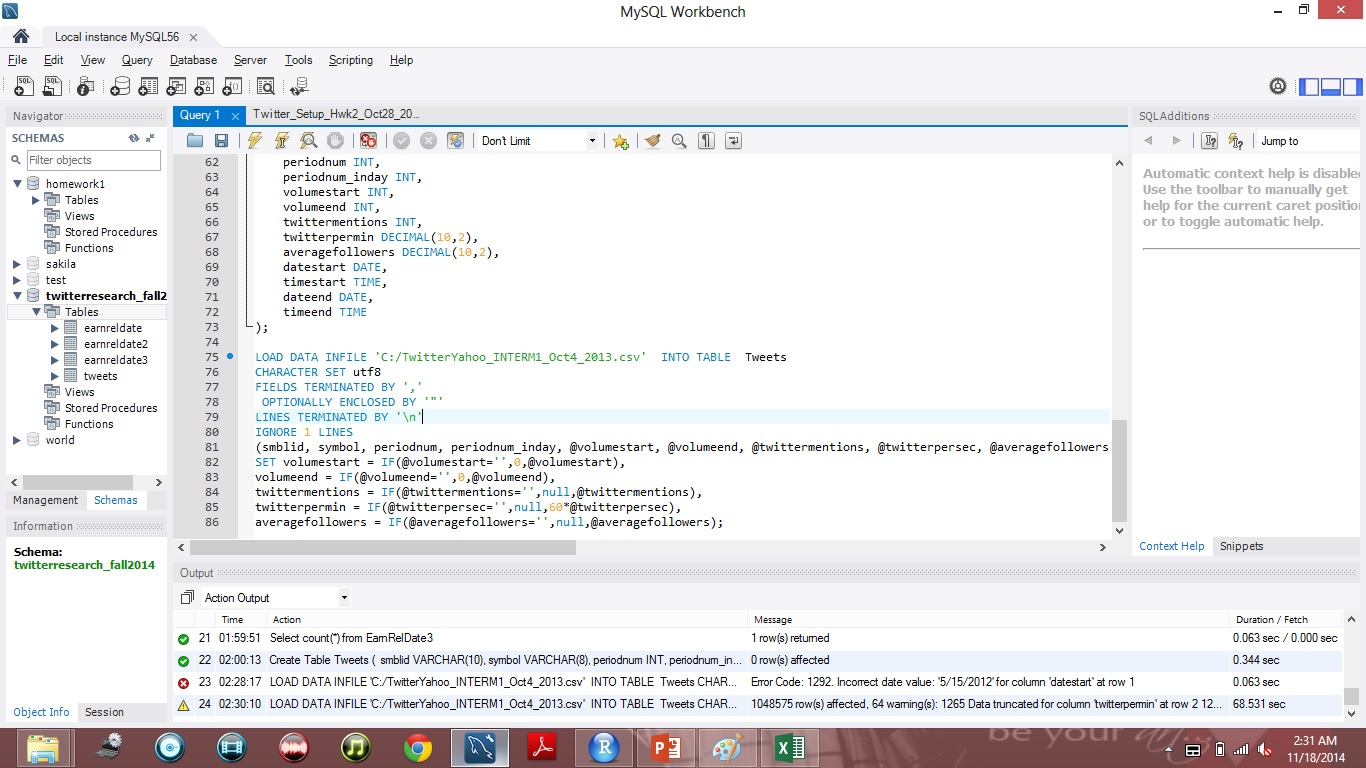 MySQL Workbench
Local instance MySQL56
File Edit View Query Database Server Tools Scripting Help
Navigator
SCHEMAS
Filter objects
homework1
Tables
Views
Stored Procedures
Functions
sakila
test
twitterresearch_fall2
Tables
earnreldate
earnreldate2
earnreldate3
tweets
Views
Stored Procedures
Functions
world
Management Schemas
Information
Schema:
twitterresearch_fall2014
Object Info Session
Query 1 Twitter_Setup_Hwk2_Oct28_20...
Don't Limit
62 periodnum INT,
63 periodnum_inday INT,
64 volumestart INT,
65 volumeend INT,
66 twittermentions INT,
67 twitterpermin DECIMAL(10,2),
68 averagefollowers DECIMAL(10,2),
69 datestart DATE,
70 timestart TIME,
71 dateend DATE,
72 timeend TIME
73 );
74
75 LOAD DATA INFILE 'C:/TwitterYahoo_INTERM1_Oct4_2013.csv' INTO TABLE Tweets
76 CHARACTER SET utf8
77 FIELDS TERMINATED BY ','
78 OPTIONALLY ENCLOSED BY '"'
79 LINES TERMINATED BY '\n'
80 IGNORE 1 LINES
81 (smblid, symbol, periodnum, periodnum_inday, @volumestart, @volumeend, @twittermentions, @twitterpersec, @averagefollowers
82 SET volumestart = IF(@volumestart='',0,@volumestart),
83 volumeend = IF(@volumeend='',0,@volumeend),
84 twittermentions = IF(@twittermentions='',null,@twittermentions),
85 twitterpermin = IF(@twitterpersec='',null,60*@twitterpersec),
86 averagefollowers = IF(@averagefollowers='',null,@averagefollowers);
SQLAdditions
Jump to
Automatic context help is disabled
Use the toolbar to manually get
help for the current caret position
or to toggle automatic help.
Context Help Snippets
Output
Action Output
Time Action Message Duration / Fetch
21 01:59:51 Select count(*) from EarnRelDate3 1 row(s) returned 0.063 sec / 0.000 sec
22 02:00:13 Create Table Tweets ( smblid VARCHAR(10), symbol VARCHAR(8), periodnum INT, periodnum_in... 0 row(s) affected 0.344 sec
23 02:28:17 LOAD DATA INFILE 'C:/TwitterYahoo_INTERM1_Oct4_2013.csv' INTO TABLE Tweets CHAR... Error Code: 1292. Incorrect date value: '5/15/2012' for column 'datestart' at row 1 0.063 sec
24 02:30:10 LOAD DATA INFILE 'C:/TwitterYahoo_INTERM1_Oct4_2013.csv' INTO TABLE Tweets CHAR... 1048575 row(s) affected, 64 warning(s): 1265 Data truncated for column 'twitterpermin' at row 2 12... 68.531 sec
be your
2:31 AM
11/18/2014